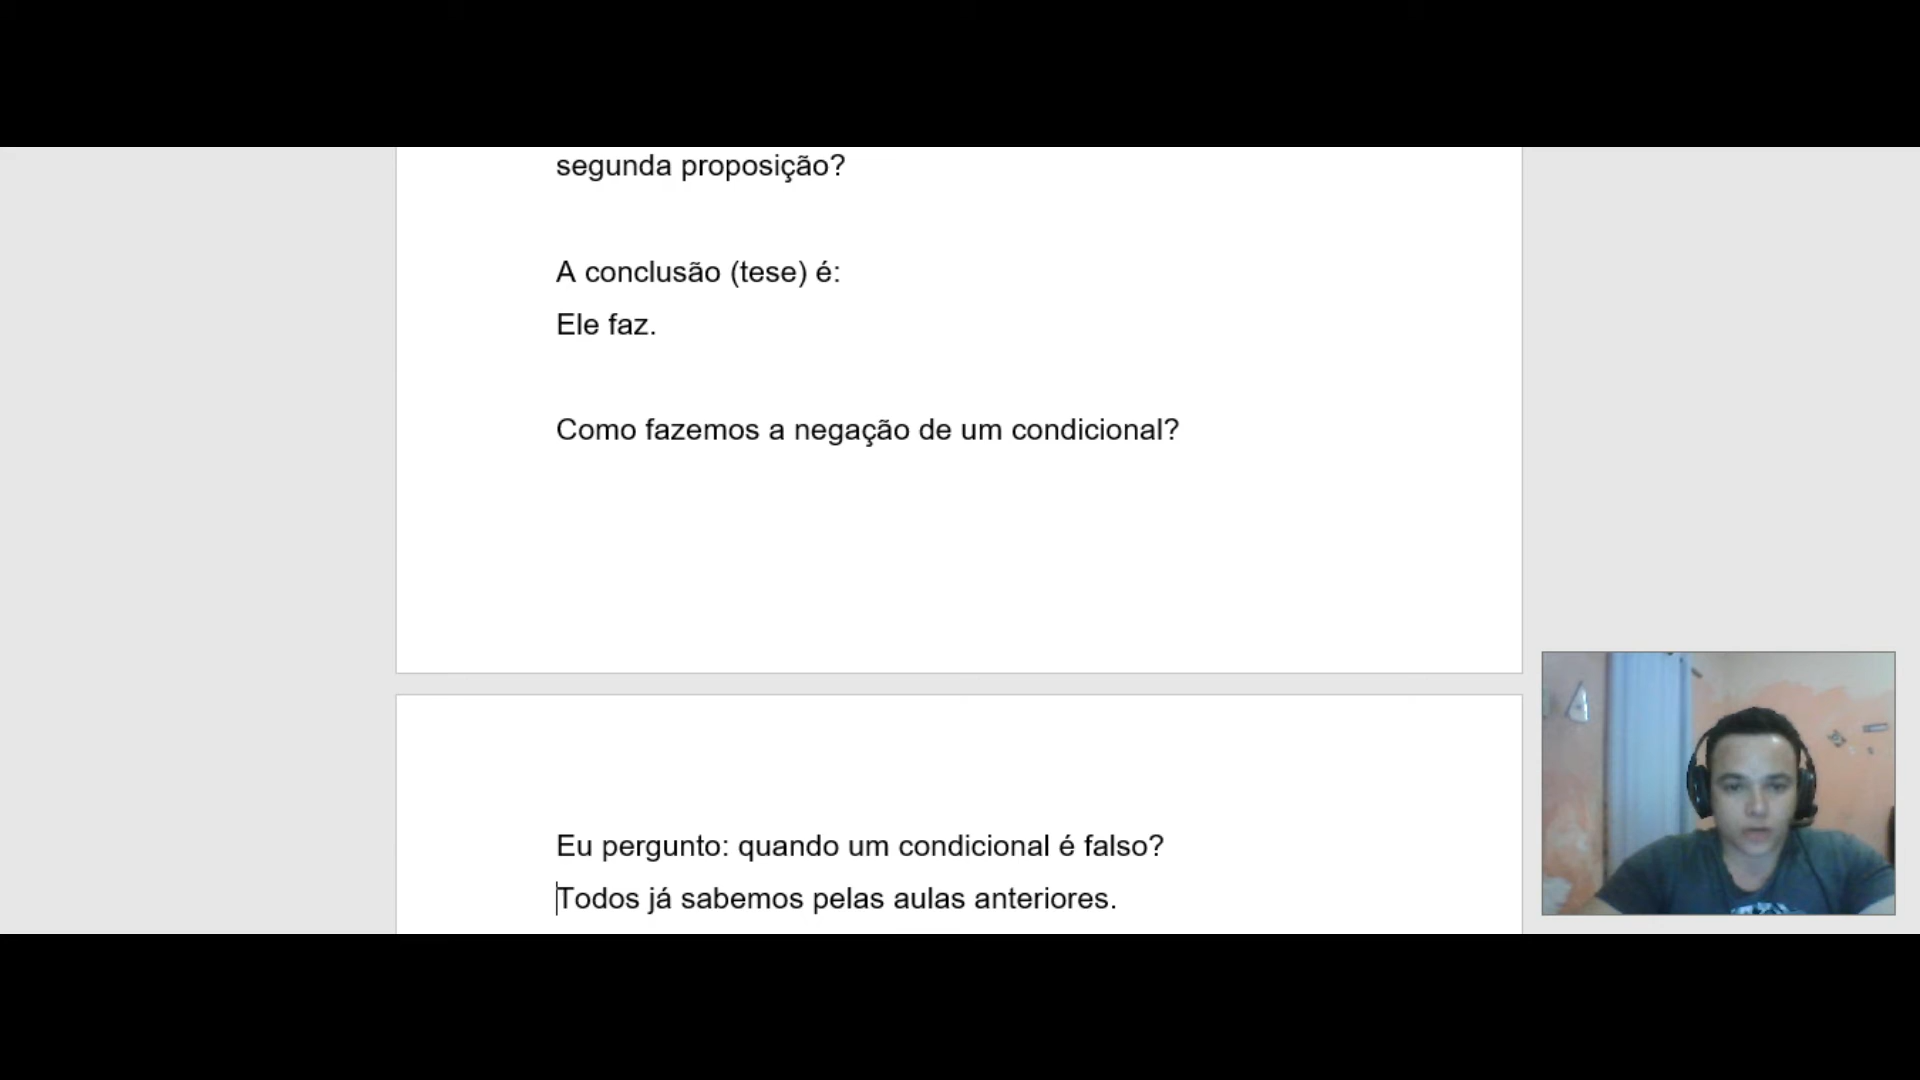 segunda proposição?
A conclusão (tese) é:
Ele faz.
Como fazemos a negação de um condicional?
Eu pergunto: quando um condicional é falso?
Todos já sabemos pelas aulas anteriores.